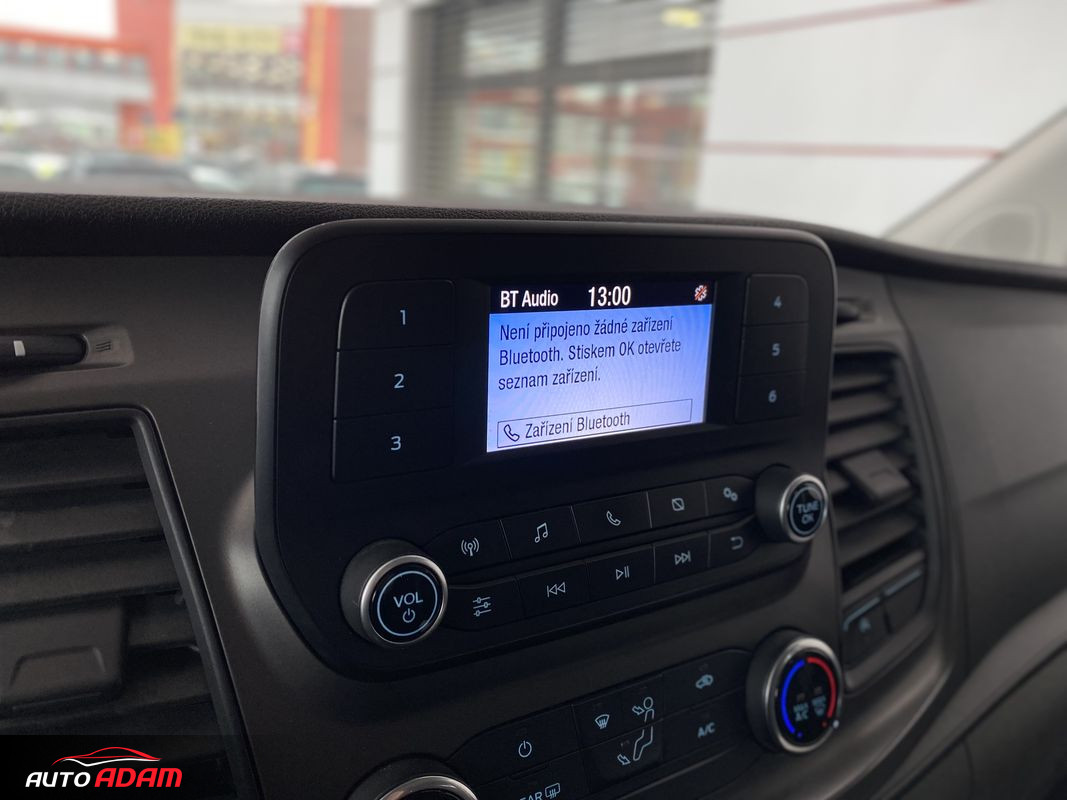 BT Audio 13:00
Není připojeno žádné zařízení
Bluetooth. Stiskem OK otevřete
seznam zařízení.
Zařízení Bluetooth
1
2
3
4
5
6
TUNE
OK
VOL
MAX
A/C
A/C
AUTO ADAM